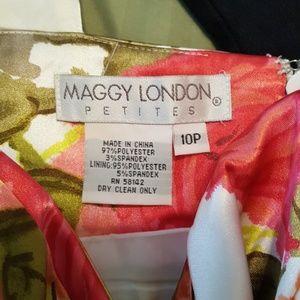 MAGGY LONDON®
PETITES
10P
MADE IN CHINA
97%POLYESTER
3%SPANDEX
LINING:95%POLYESTER
5%SPANDEX
RN 58142
DRY CLEAN ONLY